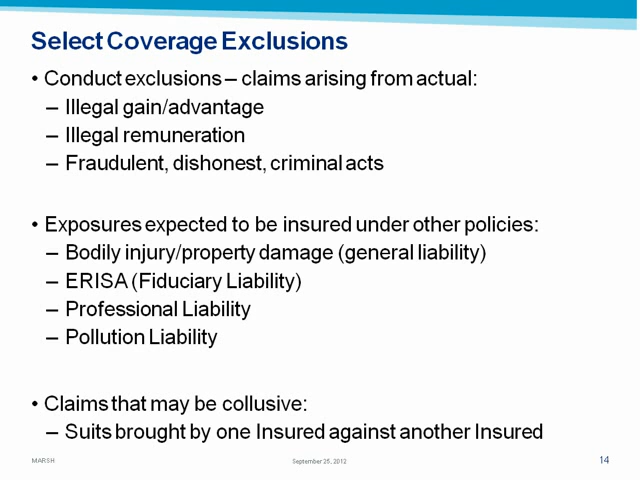 Select Coverage Exclusions
• Conduct exclusions – claims arising from actual:
– Illegal gain/advantage
– Illegal remuneration
– Fraudulent, dishonest, criminal acts
• Exposures expected to be insured under other policies:
– Bodily injury/property damage (general liability)
– ERISA (Fiduciary Liability)
– Professional Liability
– Pollution Liability
• Claims that may be collusive:
– Suits brought by one Insured against another Insured
MARSH September 25, 2012 14